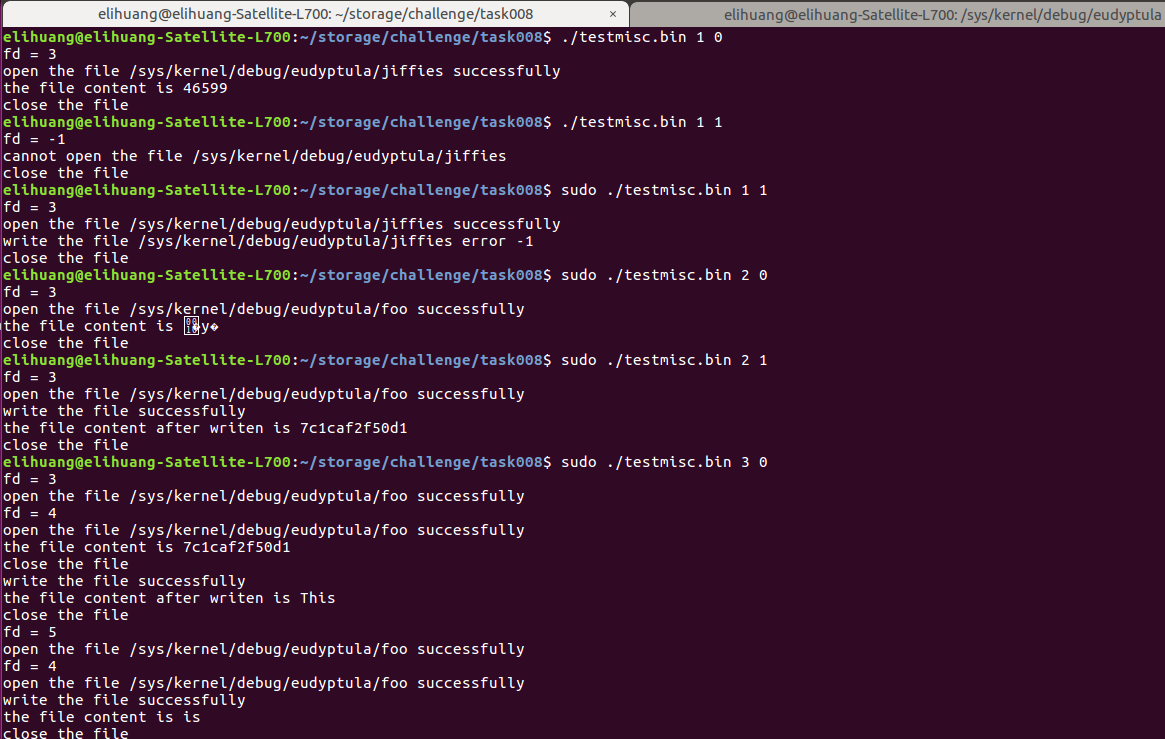 elihuang@elihuang-Satellite-L700: ~/storage/challenge/task008 × elihuang@elihuang-Satellite-L700: /sys/kernel/debug/eudyptula
elihuang@elihuang-Satellite-L700:~/storage/challenge/task008$ ./testmisc.bin 1 0
fd = 3
open the file /sys/kernel/debug/eudyptula/jiffies successfully
the file content is 46599
close the file
elihuang@elihuang-Satellite-L700:~/storage/challenge/task008$ ./testmisc.bin 1 1
fd = -1
cannot open the file /sys/kernel/debug/eudyptula/jiffies
close the file
elihuang@elihuang-Satellite-L700:~/storage/challenge/task008$ sudo ./testmisc.bin 1 1
fd = 3
open the file /sys/kernel/debug/eudyptula/jiffies successfully
write the file /sys/kernel/debug/eudyptula/jiffies error -1
close the file
elihuang@elihuang-Satellite-L700:~/storage/challenge/task008$ sudo ./testmisc.bin 2 0
fd = 3
open the file /sys/kernel/debug/eudyptula/foo successfully
the file content is y�
close the file
elihuang@elihuang-Satellite-L700:~/storage/challenge/task008$ sudo ./testmisc.bin 2 1
fd = 3
open the file /sys/kernel/debug/eudyptula/foo successfully
write the file successfully
the file content after writen is 7c1caf2f50d1
close the file
elihuang@elihuang-Satellite-L700:~/storage/challenge/task008$ sudo ./testmisc.bin 3 0
fd = 3
open the file /sys/kernel/debug/eudyptula/foo successfully
fd = 4
open the file /sys/kernel/debug/eudyptula/foo successfully
the file content is 7c1caf2f50d1
close the file
write the file successfully
the file content after writen is This
close the file
fd = 5
open the file /sys/kernel/debug/eudyptula/foo successfully
fd = 4
open the file /sys/kernel/debug/eudyptula/foo successfully
write the file successfully
the file content is is
close the file